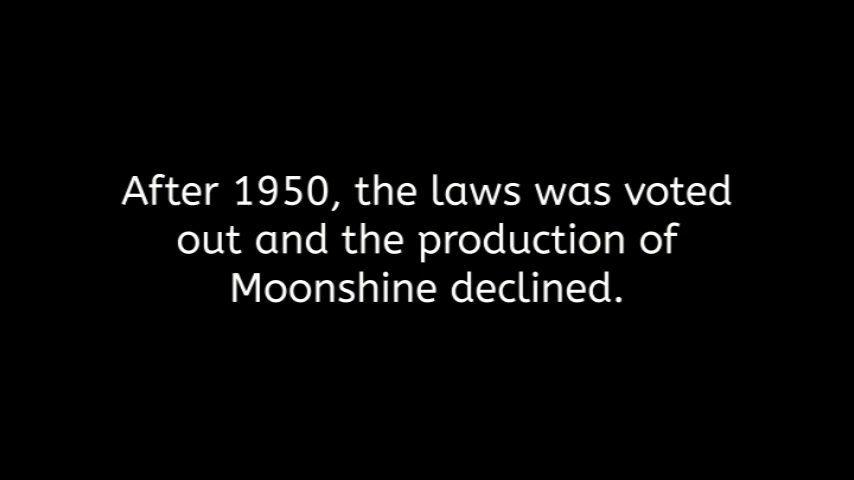 After 1950, the laws was voted
out and the production of
Moonshine declined.